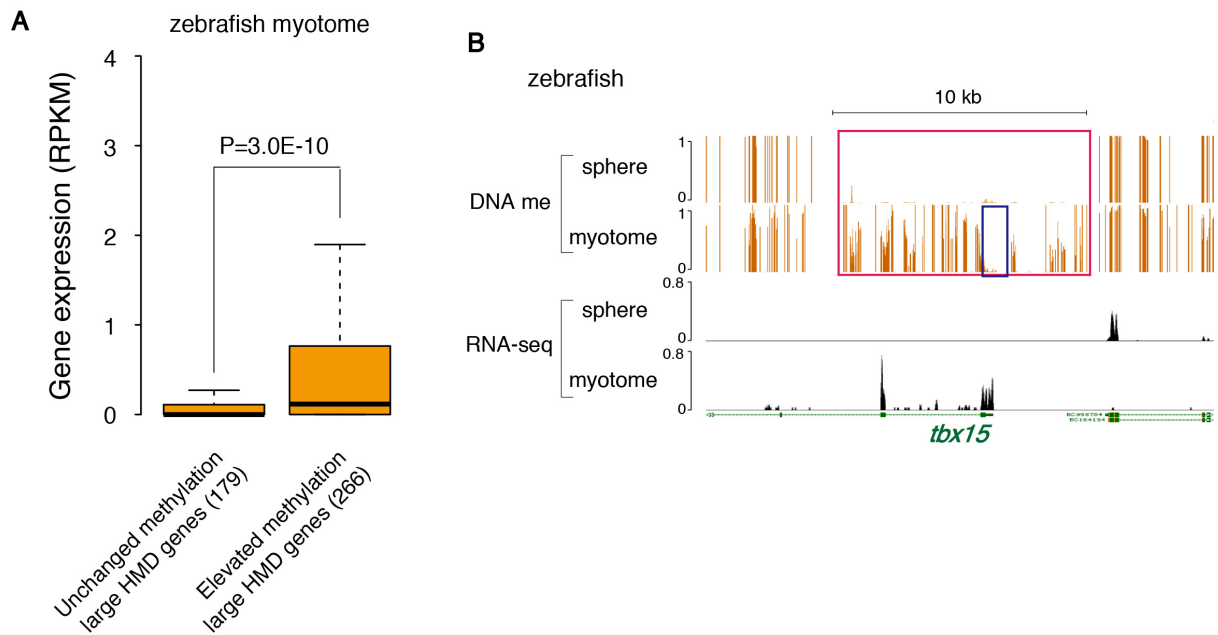 A
zebrafish myotome
Gene expression (RPKM)
4
3
2
1
0
P=3.0E-10
Unchanged methylation
large HMD genes (179)
Elevated methylation
large HMD genes (266)
B
zebrafish
10 kb
DNA me
sphere
1
0
myotome
1
0
RNA-seq
sphere
0.8
0
myotome
0.8
0
tbx15
BC090764
BC164194